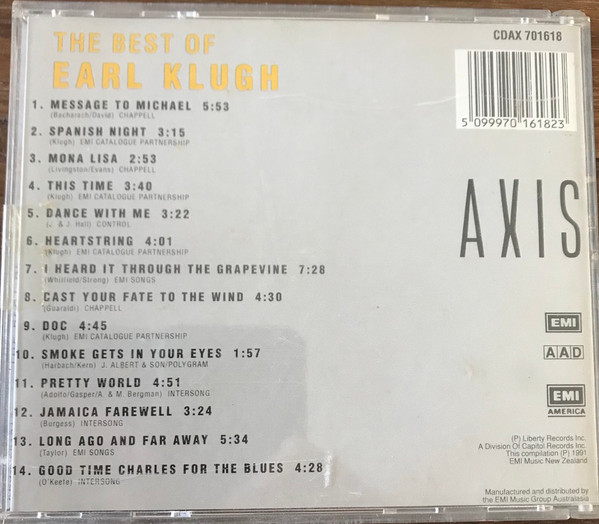 THE BEST OF
EARL KLUGH
CDAX 701618
5 099970 161823
1. MESSAGE TO MICHAEL 5:53
(Bacharach/David) CHAPPELL
2. SPANISH NIGHT 3:15
(Klugh) EMI CATALOGUE PARTNERSHIP
3. MONA LISA 2:53
(Livingston/Evans) CHAPPELL
4. THIS TIME 3:40
(Klugh) EMI CATALOGUE PARTNERSHIP
5. DANCE WITH ME 3:22
(J. & J. Hall) CONTROL
6. HEARTSTRING 4:01
(Klugh) EMI CATALOGUE PARTNERSHIP
7. I HEARD IT THROUGH THE GRAPEVINE 7:28
(Whitfield/Strong) EMI SONGS
8. CAST YOUR FATE TO THE WIND 4:30
(Guaraldi) CHAPPELL
9. DOC 4:45
(Klugh) EMI CATALOGUE PARTNERSHIP
10. SMOKE GETS IN YOUR EYES 1:57
(Harbach/Kern) J. ALBERT & SON/POLYGRAM
11. PRETTY WORLD 4:51
(Adolfo/Gasper/A. & M. Bergman) INTERSONG
12. JAMAICA FAREWELL 3:24
(Burgess) INTERSONG
13. LONG AGO AND FAR AWAY 5:34
(Taylor) EMI SONGS
14. GOOD TIME CHARLES FOR THE BLUES 4:28
(O'Keefe) INTERSONG
AXIS
EMI
AAD
EMI
AMERICA
(P) Liberty Records Inc.
A Division Of Capitol Records Inc.
This compilation (P) 1991
EMI Music New Zealand
Manufactured and distributed by
the EMI Music Group Australasia